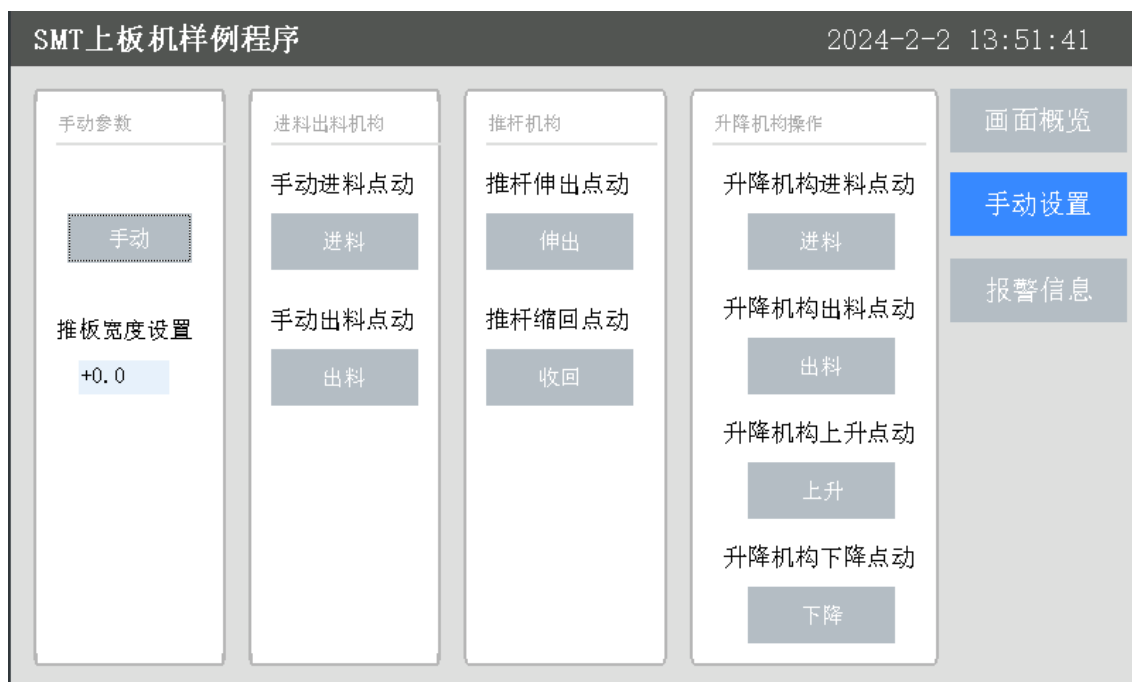 SMT上板机样例程序
2024-2-2 13:51:41
手动参数
手动
推板宽度设置
+0.0
进料出料机构
手动进料点动
进料
手动出料点动
出料
推杆机构
推杆伸出点动
伸出
推杆缩回点动
收回
升降机构操作
升降机构进料点动
进料
升降机构出料点动
出料
升降机构上升点动
上升
升降机构下降点动
下降
画面概览
手动设置
报警信息